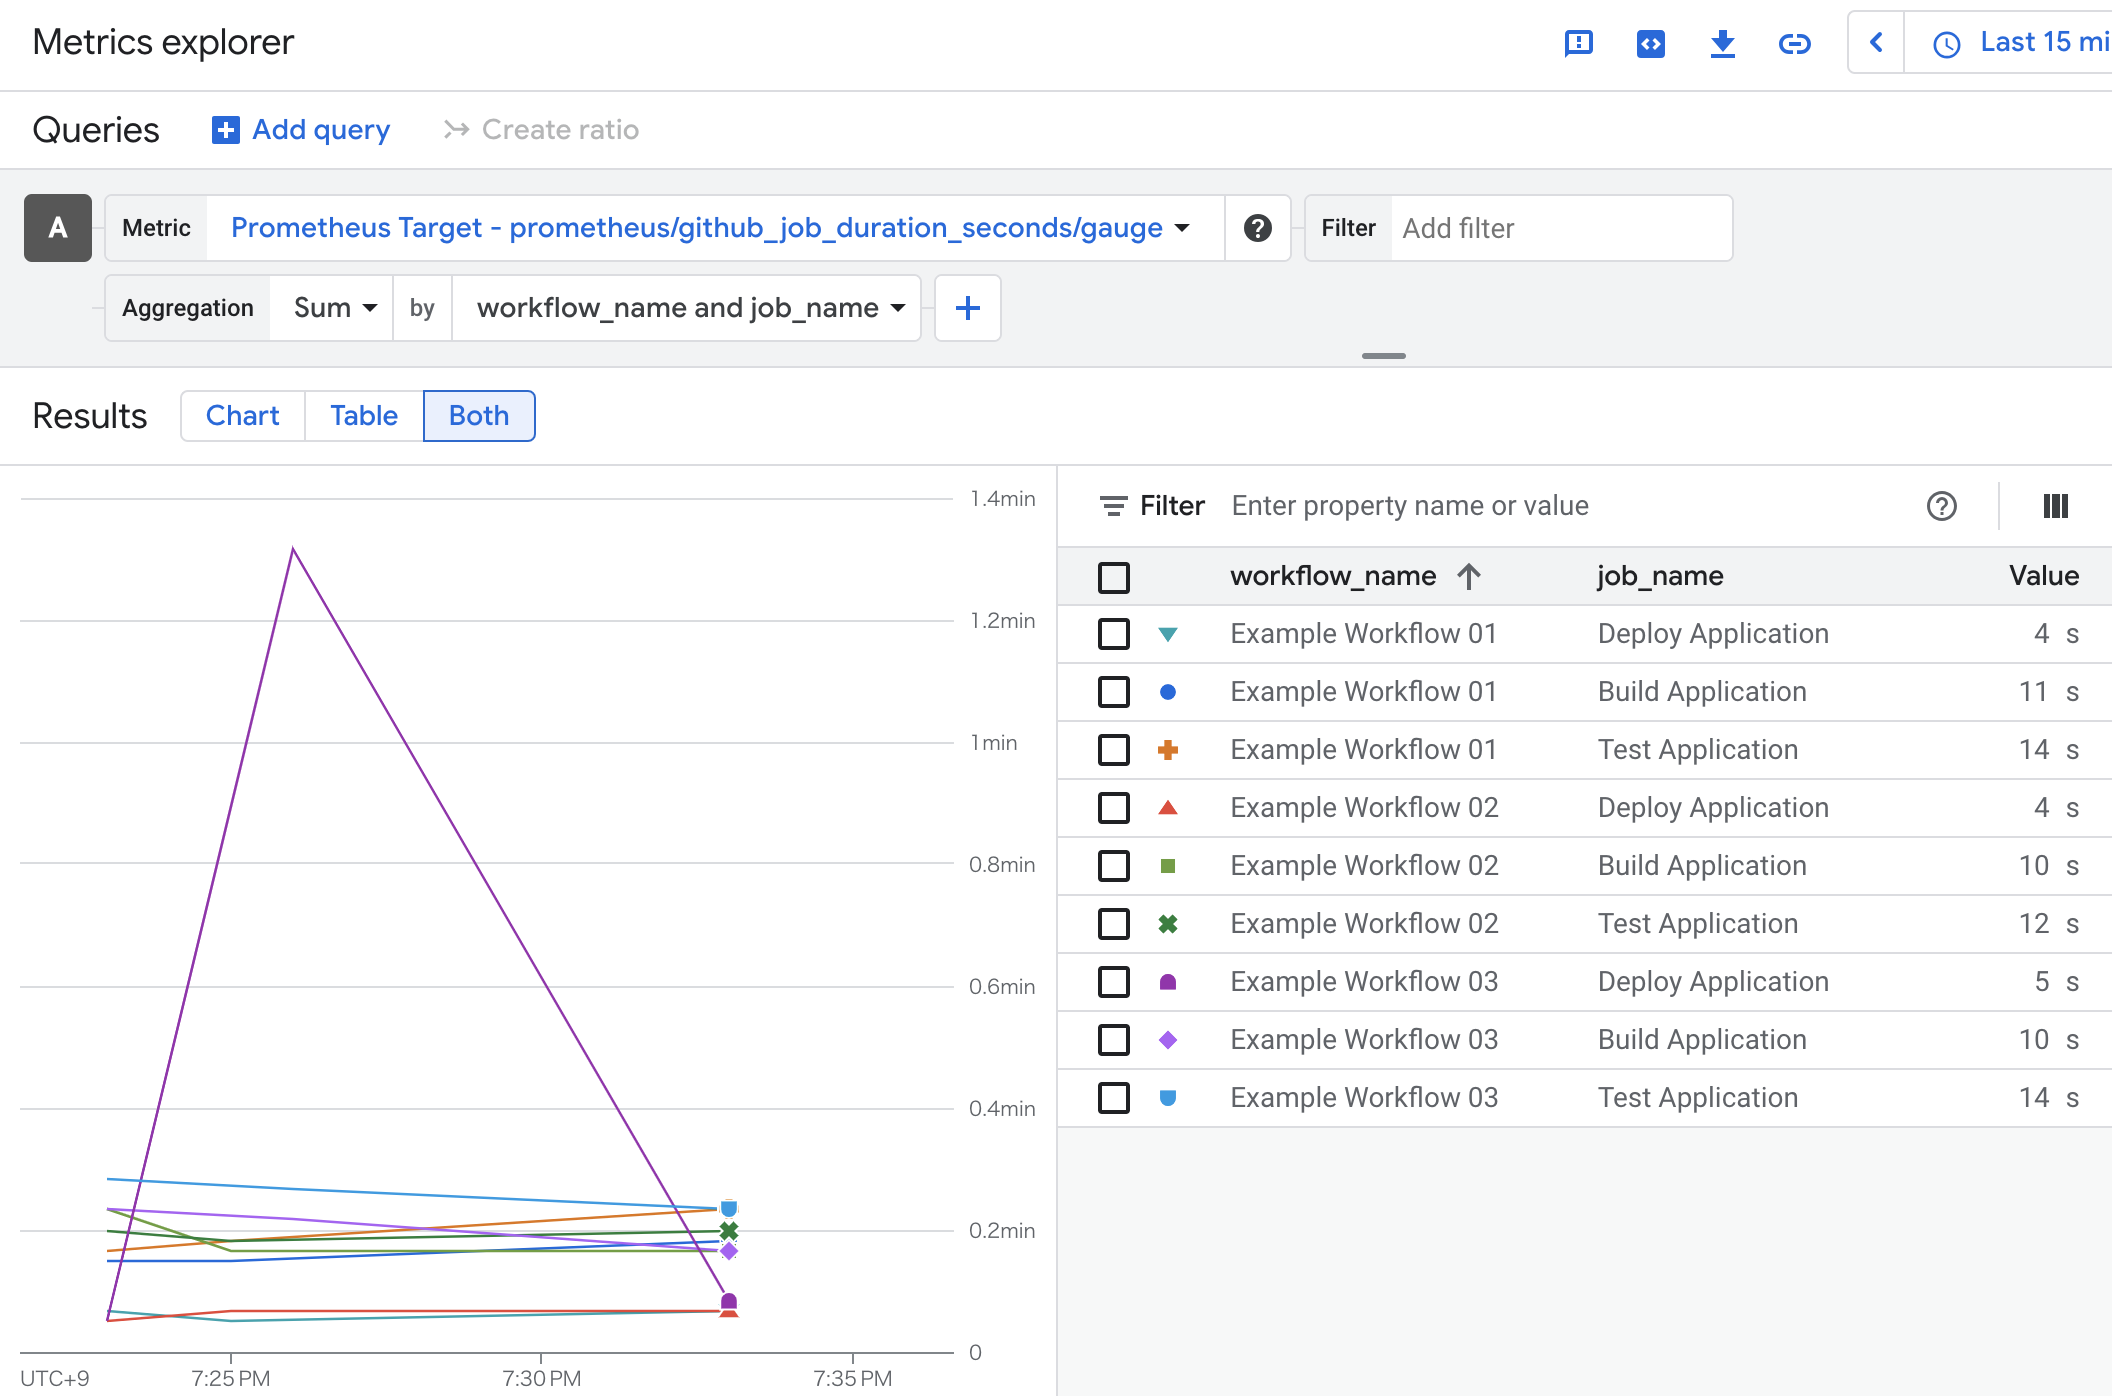 Metrics explorer
Last 15 mi
Queries
Add query
Create ratio
A
Metric
Prometheus Target - prometheus/github_job_duration_seconds/gauge
Filter
Add filter
Aggregation
Sum
by
workflow_name and job_name
Results
Chart
Table
Both
1.4min
1.2min
1min
0.8min
0.6min
0.4min
0.2min
0
UTC+9
7:25 PM
7:30 PM
7:35 PM
Filter Enter property name or value
workflow_name job_name Value
Example Workflow 01 Deploy Application 4 s
Example Workflow 01 Build Application 11 s
Example Workflow 01 Test Application 14 s
Example Workflow 02 Deploy Application 4 s
Example Workflow 02 Build Application 10 s
Example Workflow 02 Test Application 12 s
Example Workflow 03 Deploy Application 5 s
Example Workflow 03 Build Application 10 s
Example Workflow 03 Test Application 14 s